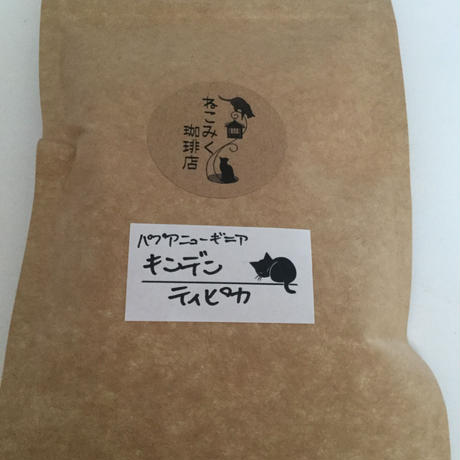 ねこみく
珈琲店
パプアニューギニア
キンデン
ティピカ